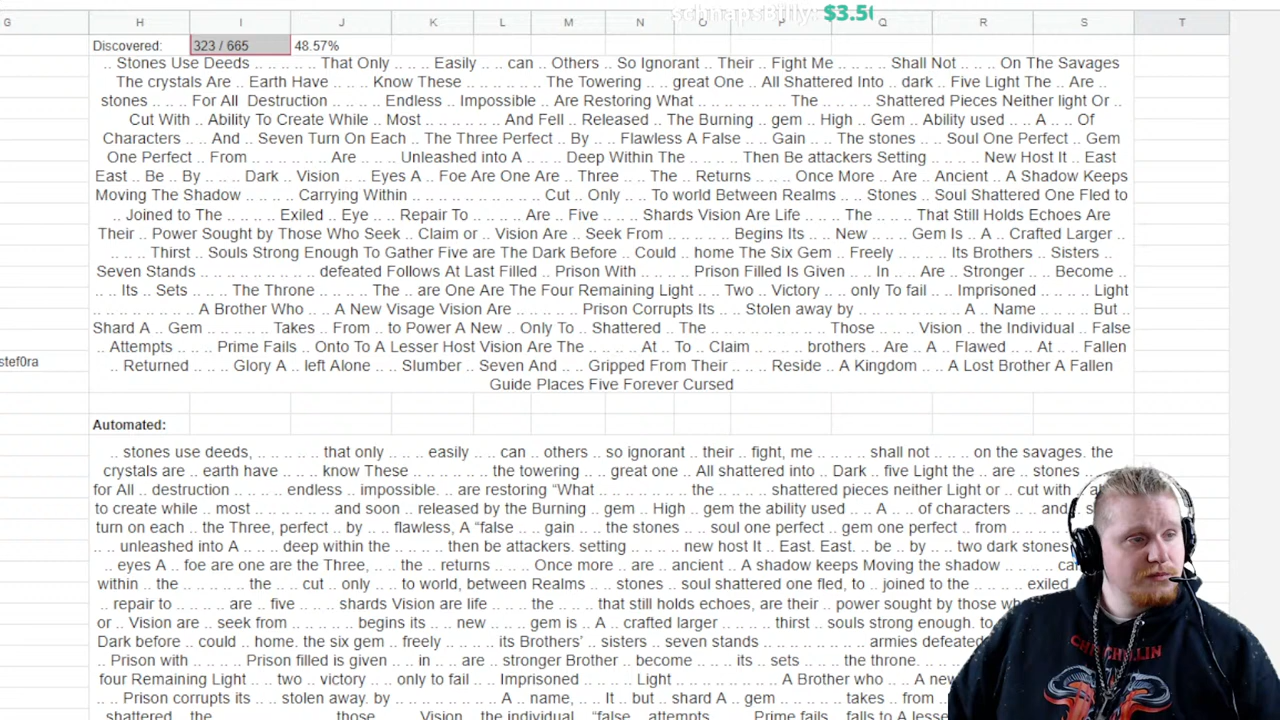 schnapsBilly: $3.50
H I J K L M N O P Q R S T
Discovered: 323 / 665 48.57%
.. Stones Use Deeds .. .. .. .. .. That Only .. .. .. Easily .. .. can .. Others .. So Ignorant .. Their .. Fight Me .. .. .. .. Shall Not .. .. On The Savages
The crystals Are .. Earth Have .. .. .. Know These .. .. .. .. .. .. The Towering .. .. great One .. All Shattered Into .. dark .. Five Light The .. Are ..
stones .. .. .. For All Destruction .. .. .. Endless .. Impossible .. Are Restoring What .. .. .. .. .. .. The .. .. .. .. Shattered Pieces Neither light Or ..
Cut With .. Ability To Create While .. Most .. .. .. .. .. And Fell .. Released .. The Burning .. gem .. High .. Gem .. Ability used .. .. A .. .. Of
Characters .. .. And .. Seven Turn On Each .. The Three Perfect .. By .. Flawless A False .. Gain .. .. The stones .. Soul One Perfect .. Gem
One Perfect .. From .. .. .. .. .. Are .. .. Unleashed into A .. .. .. Deep Within The .. .. .. .. Then Be attackers Setting .. .. .. .. New Host It .. East
East .. Be .. By .. .. Dark .. Vision .. Eyes A .. Foe Are One Are .. Three .. The .. Returns .. .. Once More .. Are .. Ancient .. A Shadow Keeps
Moving The Shadow .. .. .. Carrying Within .. .. .. .. .. .. .. Cut .. Only .. .. To world Between Realms .. .. Stones .. Soul Shattered One Fled to
.. Joined to The .. .. .. .. Exiled .. Eye .. .. Repair To .. .. .. .. Are .. Five .. .. .. Shards Vision Are Life .. .. The .. .. .. That Still Holds Echoes Are
Their .. Power Sought by Those Who Seek .. Claim or .. Vision Are .. Seek From .. .. .. .. .. Begins Its .. .. New .. .. Gem Is .. A .. Crafted Larger ..
.. .. Thirst .. Souls Strong Enough To Gather Five are The Dark Before .. Could .. home The Six Gem .. Freely .. .. .. .. Its Brothers .. Sisters ..
Seven Stands .. .. .. .. .. .. .. .. defeated Follows At Last Filled .. Prison With .. .. .. .. Prison Filled Is Given .. .. In .. .. Are .. Stronger .. .. Become ..
.. Its .. Sets .. .. .. The Throne .. .. .. .. The .. are One Are The Four Remaining Light .. .. Two .. Victory .. .. only To fail .. Imprisoned .. .. .. .. Light
.. .. .. .. .. .. .. A Brother Who .. .. A New Visage Vision Are .. .. .. .. .. Prison Corrupts Its .. .. Stolen away by .. .. .. .. .. .. .. A .. Name .. .. But ..
Shard A .. Gem .. .. .. Takes .. From .. to Power A New .. Only To .. Shattered .. The .. .. .. .. .. .. .. Those .. .. Vision .. the Individual .. False
.. Attempts .. .. .. Prime Fails .. Onto To A Lesser Host Vision Are The .. .. .. .. At .. To .. Claim .. .. .. brothers .. Are .. A .. Flawed .. At .. Fallen
.. Returned .. .. .. Glory A .. left Alone .. Slumber .. Seven And .. .. Gripped From Their .. .. .. Reside .. A Kingdom .. .. A Lost Brother A Fallen
Guide Places Five Forever Cursed
stef0ra
Automated:
.. stones use deeds, .. .. .. .. .. that only .. .. .. easily .. .. can .. others .. so ignorant .. their .. fight, me .. .. .. .. shall not .. .. on the savages. the
crystals are .. earth have .. .. .. know These .. .. .. .. .. .. the towering .. .. great one .. All shattered into .. Dark .. five Light the .. are .. stones
for All .. destruction .. .. .. .. endless .. impossible. .. are restoring “What .. .. .. .. .. .. the .. .. .. .. shattered pieces neither Light or .. cut with ..
to create while .. most .. .. .. .. .. and soon .. released by the Burning .. gem .. High .. gem the ability used .. .. A .. .. of characters .. .. and
turn on each .. the Three, perfect .. by .. flawless, A “false .. gain .. .. the stones .. soul one perfect .. gem one perfect .. from
.. .. unleashed into A .. .. .. deep within the .. .. .. .. then be attackers. setting .. .. .. .. new host It .. East. East. .. be .. by .. .. two dark stones
.. eyes A .. foe are one are the Three, .. .. the .. returns .. .. Once more .. are .. ancient .. A shadow keeps Moving the shadow
within .. the .. .. .. .. .. the .. cut .. only .. .. to world, between Realms .. .. stones .. soul shattered one fled, to .. joined to the .. .. .. .. exiled
.. repair to .. .. .. .. are .. five .. .. .. shards Vision are life .. .. the .. .. .. that still holds echoes, are their .. power sought by those
or .. Vision are .. seek from .. .. .. .. .. begins its .. .. new .. .. gem is .. A .. crafted larger .. .. .. thirst .. souls strong enough.
Dark before .. could .. home. the six gem .. freely .. .. .. .. its Brothers’ .. sisters .. seven stands .. .. .. .. .. .. .. .. armies defeated
.. Prison with .. .. .. .. Prison filled is given .. .. in .. .. are .. stronger Brother .. become .. .. its .. sets .. .. .. the throne.
four Remaining Light .. .. two .. victory .. .. only to fail .. Imprisoned .. .. .. .. Light .. .. .. .. .. .. .. A Brother who .. .. A new
.. Prison corrupts its .. .. stolen away. by .. .. .. .. .. .. .. A .. name, .. .. It .. but .. shard A .. gem .. .. .. takes .. from
shattered .. the .. .. .. .. .. .. .. those .. .. Vision .. the individual .. “false .. attempts .. .. .. Prime fails .. falls to A